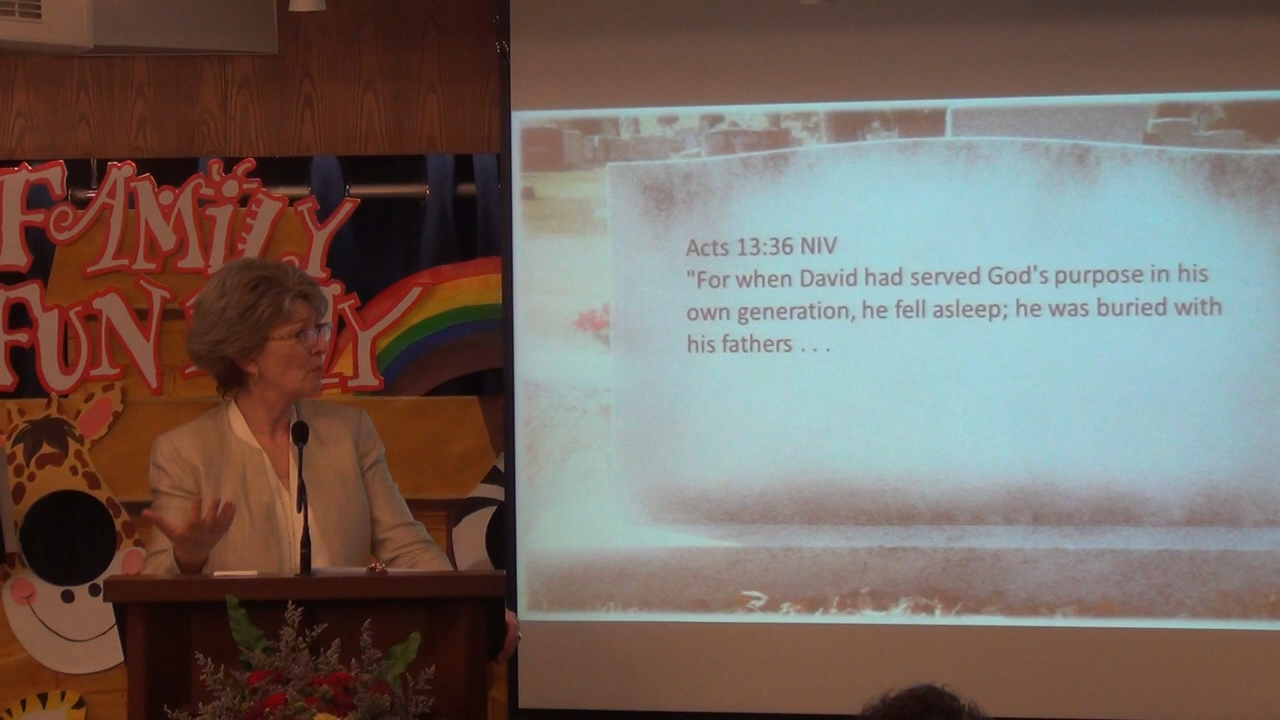 FAMiLY
FUN
Acts 13:36 NIV
"For when David had served God's purpose in his
own generation, he fell asleep; he was buried with
his fathers . . .